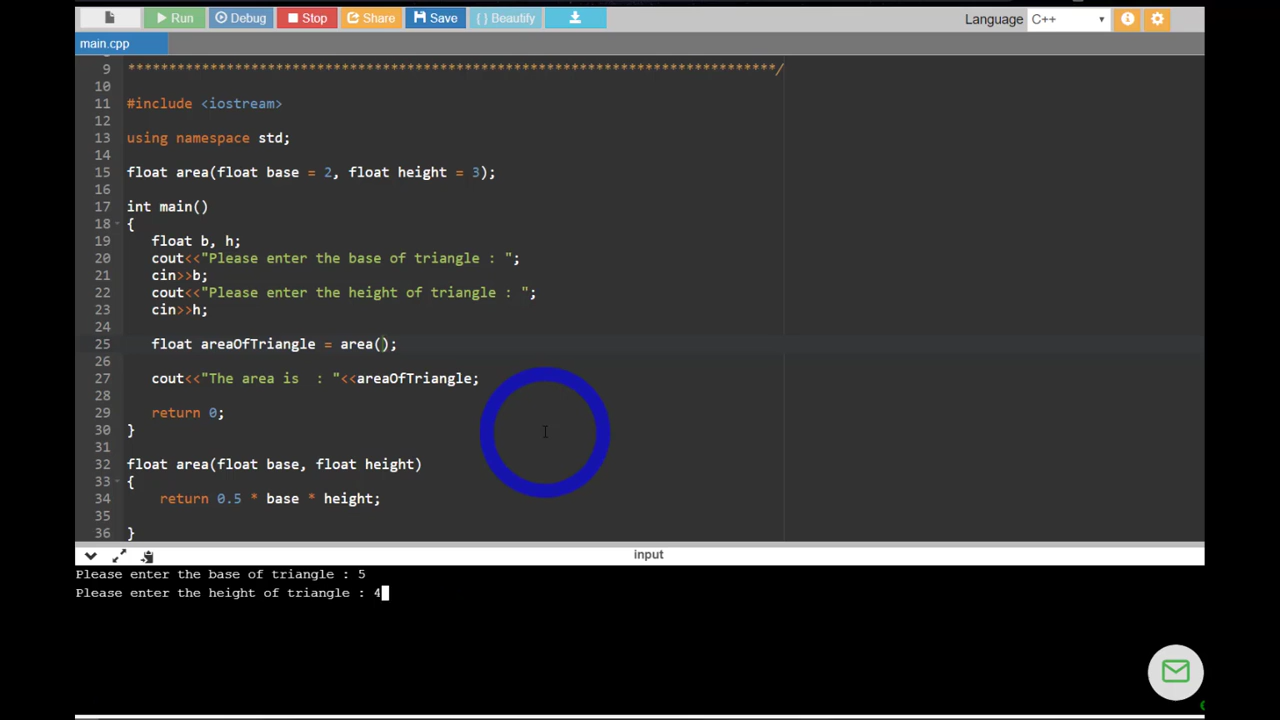 Run Debug Stop Share Save { } Beautify Language C++
main.cpp
9 *******************************************************************************/
10
11 #include <iostream>
12
13 using namespace std;
14
15 float area(float base = 2, float height = 3);
16
17 int main()
18 {
19 float b, h;
20 cout<<"Please enter the base of triangle : ";
21 cin>>b;
22 cout<<"Please enter the height of triangle : ";
23 cin>>h;
24
25 float areaOfTriangle = area();
26
27 cout<<"The area is  : "<<areaOfTriangle;
28
29 return 0;
30 }
31
32 float area(float base, float height)
33 {
34 return 0.5 * base * height;
35
36 }
input
Please enter the base of triangle : 5
Please enter the height of triangle : 4